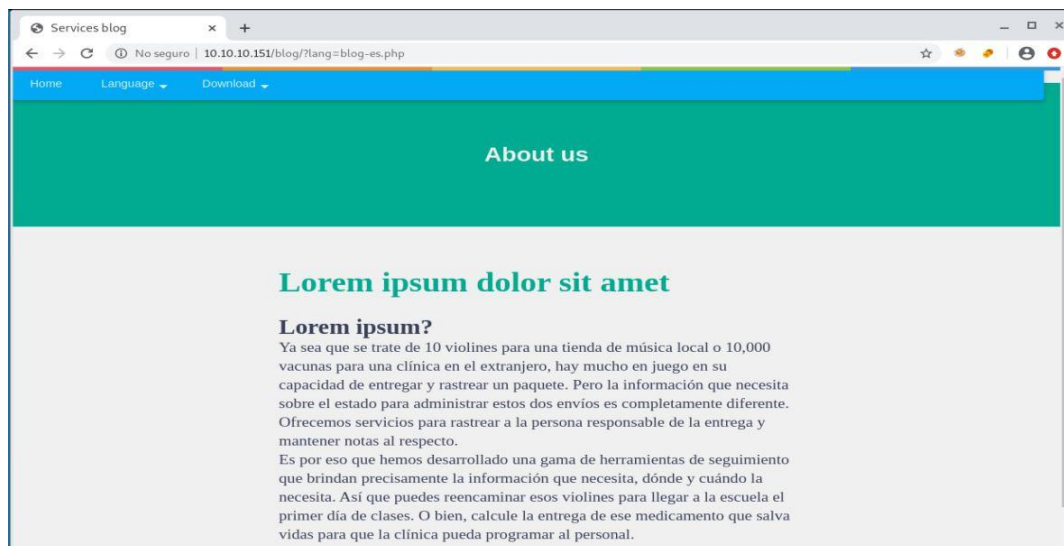 Services blog
No seguro | 10.10.10.151/blog/?lang=blog-es.php
Home Language Download
About us
Lorem ipsum dolor sit amet
Lorem ipsum?
Ya sea que se trate de 10 violines para una tienda de música local o 10,000
vacunas para una clínica en el extranjero, hay mucho en juego en su
capacidad de entregar y rastrear un paquete. Pero la información que necesita
sobre el estado para administrar estos dos envíos es completamente diferente.
Ofrecemos servicios para rastrear a la persona responsable de la entrega y
mantener notas al respecto.
Es por eso que hemos desarrollado una gama de herramientas de seguimiento
que brindan precisamente la información que necesita, dónde y cuándo la
necesita. Así que puedes reencaminar esos violines para llegar a la escuela el
primer día de clases. O bien, calcule la entrega de ese medicamento que salva
vidas para que la clínica pueda programar al personal.